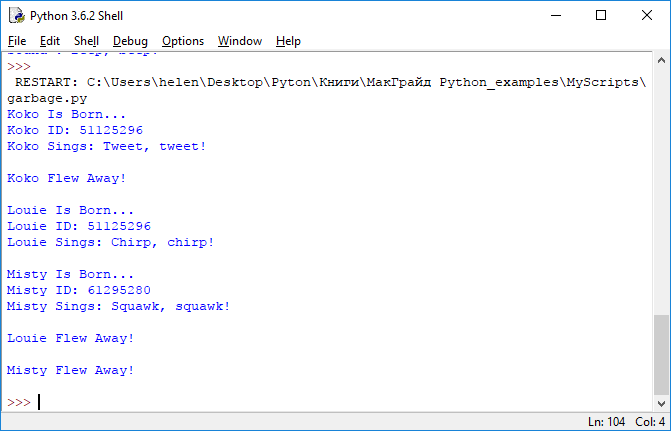 Python 3.6.2 Shell
File Edit Shell Debug Options Window Help
>>>
RESTART: C:\Users\helen\Desktop\Pyton\Книги\МакГрайд Python_examples\MyScripts\
garbage.py
Koko Is Born...
Koko ID: 51125296
Koko Sings: Tweet, tweet!
Koko Flew Away!
Louie Is Born...
Louie ID: 51125296
Louie Sings: Chirp, chirp!
Misty Is Born...
Misty ID: 61295280
Misty Sings: Squawk, squawk!
Louie Flew Away!
Misty Flew Away!
>>>
Ln: 104 Col: 4